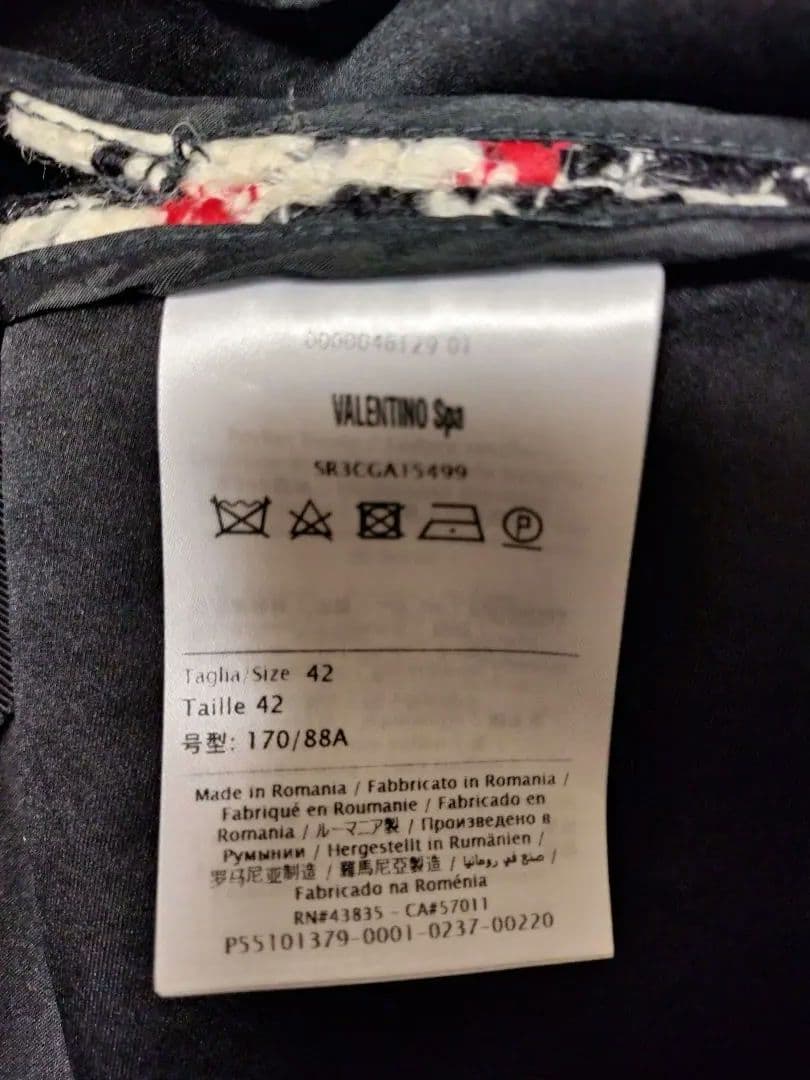 0000048129 01
VALENTINO Spa
SR3CGA15499
P
Taglia/Size 42
Taille 42
号型: 170/88A
Made in Romania / Fabbricato in Romania /
Fabriqué en Roumanie / Fabricado en
Romania / ルーマニア製 / Произведено в
Румынии / Hergestellt in Rumänien /
罗马尼亚制造 / 羅馬尼亞製造 / صنع في رومانيا /
Fabricado na Roménia
RN#43835 - CA#57011
P55101379-0001-0237-00220